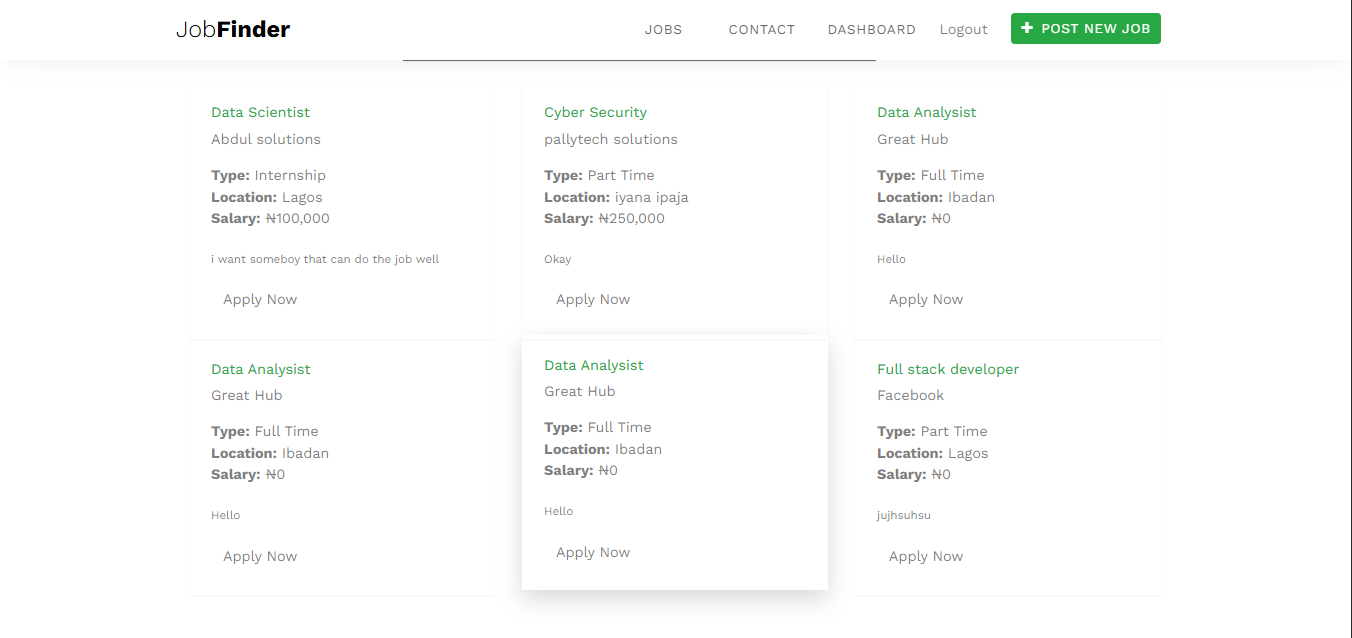 JobFinder JOBS CONTACT DASHBOARD Logout + POST NEW JOB
Data Scientist
Abdul solutions
Type: Internship
Location: Lagos
Salary: ₦100,000
i want someboy that can do the job well
Apply Now
Cyber Security
pallytech solutions
Type: Part Time
Location: iyana ipaja
Salary: ₦250,000
Okay
Apply Now
Data Analysist
Great Hub
Type: Full Time
Location: Ibadan
Salary: ₦0
Hello
Apply Now
Data Analysist
Great Hub
Type: Full Time
Location: Ibadan
Salary: ₦0
Hello
Apply Now
Data Analysist
Great Hub
Type: Full Time
Location: Ibadan
Salary: ₦0
Hello
Apply Now
Full stack developer
Facebook
Type: Part Time
Location: Lagos
Salary: ₦0
jujhsuhsu
Apply Now